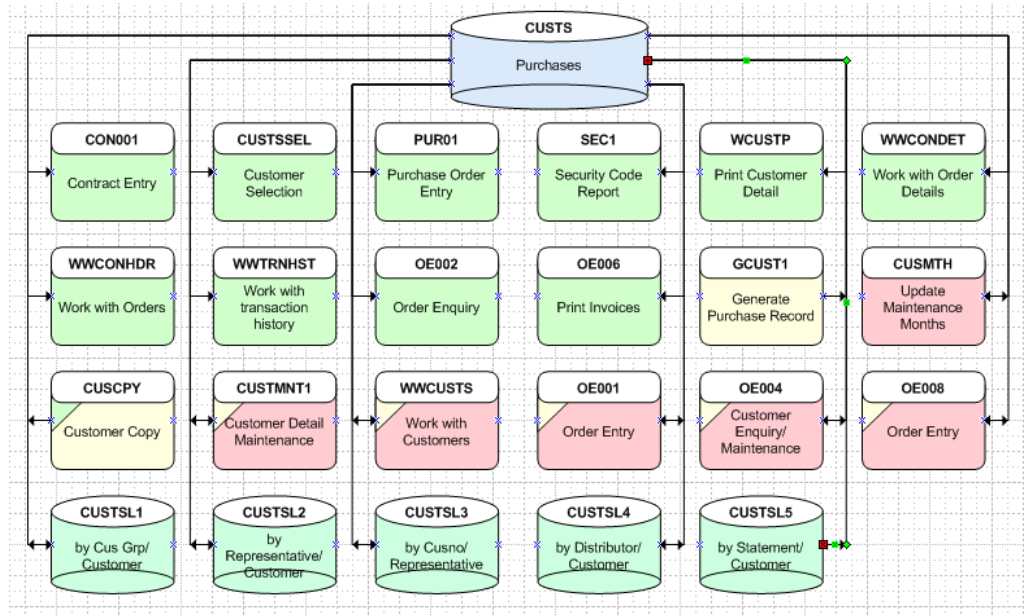 CUSTS
Purchases
CON001
Contract Entry
CUSTSSEL
Customer
Selection
PUR01
Purchase Order
Entry
SEC1
Security Code
Report
WCUSTP
Print Customer
Detail
WWCONDET
Work with Order
Details
WWCONHDR
Work with Orders
WWTRNHST
Work with
transaction
history
OE002
Order Enquiry
OE006
Print Invoices
GCUST1
Generate
Purchase Record
CUSMTH
Update
Maintenance
Months
CUSCPY
Customer Copy
CUSTMNT1
Customer Detail
Maintenance
WWCUSTS
Work with
Customers
OE001
Order Entry
OE004
Customer
Enquiry/
Maintenance
OE008
Order Entry
CUSTSL1
by Cus Grp/
Customer
CUSTSL2
by
Representative/
Customer
CUSTSL3
by Cusno/
Representative
CUSTSL4
by Distributor/
Customer
CUSTSL5
by Statement/
Customer